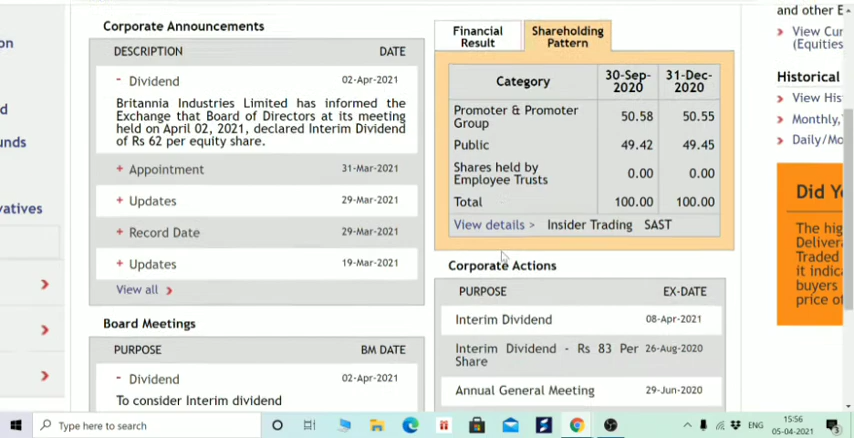 on
d
unds
vatives
Corporate Announcements
DESCRIPTION DATE
- Dividend 02-Apr-2021
Britannia Industries Limited has informed the
Exchange that Board of Directors at its meeting
held on April 02, 2021, declared Interim Dividend
of Rs 62 per equity share.
+ Appointment 31-Mar-2021
+ Updates 29-Mar-2021
+ Record Date 29-Mar-2021
+ Updates 19-Mar-2021
View all >
Board Meetings
PURPOSE BM DATE
- Dividend 02-Apr-2021
To consider Interim dividend
Financial
Result
Shareholding
Pattern
Category 30-Sep-2020 31-Dec-2020
Promoter & Promoter
Group 50.58 50.55
Public 49.42 49.45
Shares held by
Employee Trusts 0.00 0.00
Total 100.00 100.00
View details > Insider Trading SAST
Corporate Actions
PURPOSE EX-DATE
Interim Dividend 08-Apr-2021
Interim Dividend - Rs 83 Per 26-Aug-2020
Share
Annual General Meeting 29-Jun-2020
and other E
> View Cur
(Equities
Historical
> View His
> Monthly,
> Daily/Mo
Did Y
The hig
Deliver
Traded
it indic
buyers
price of
Type here to search
ENG
15:56
05-04-2021
3